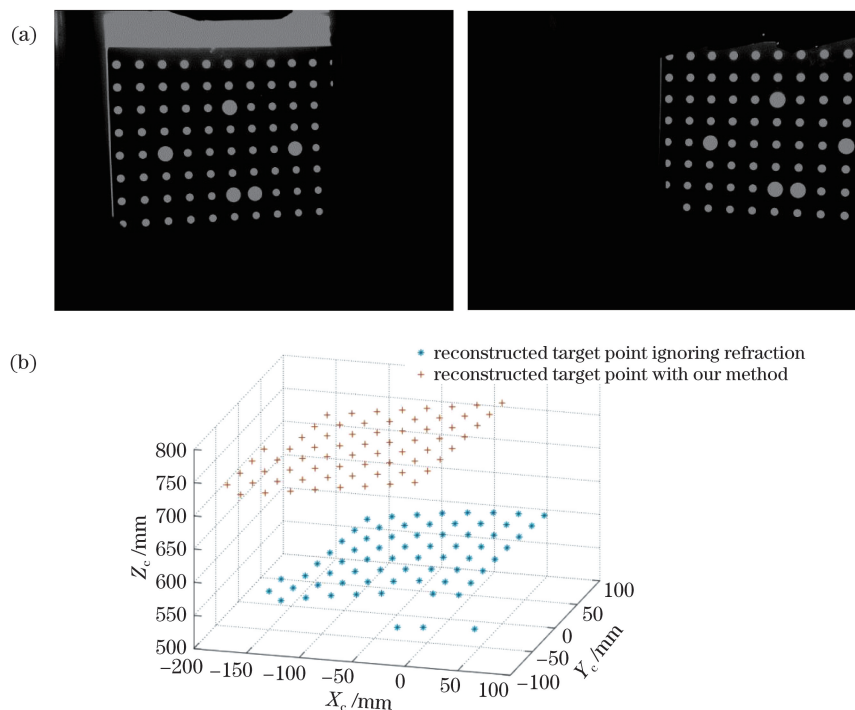 (a)
(b)
reconstructed target point ignoring refraction
reconstructed target point with our method
800
750
700
650
600
550
500
Zc /mm
-200
-150
-100
-50
0
50
100
Xc /mm
-100
-50
0
50
100
Yc /mm